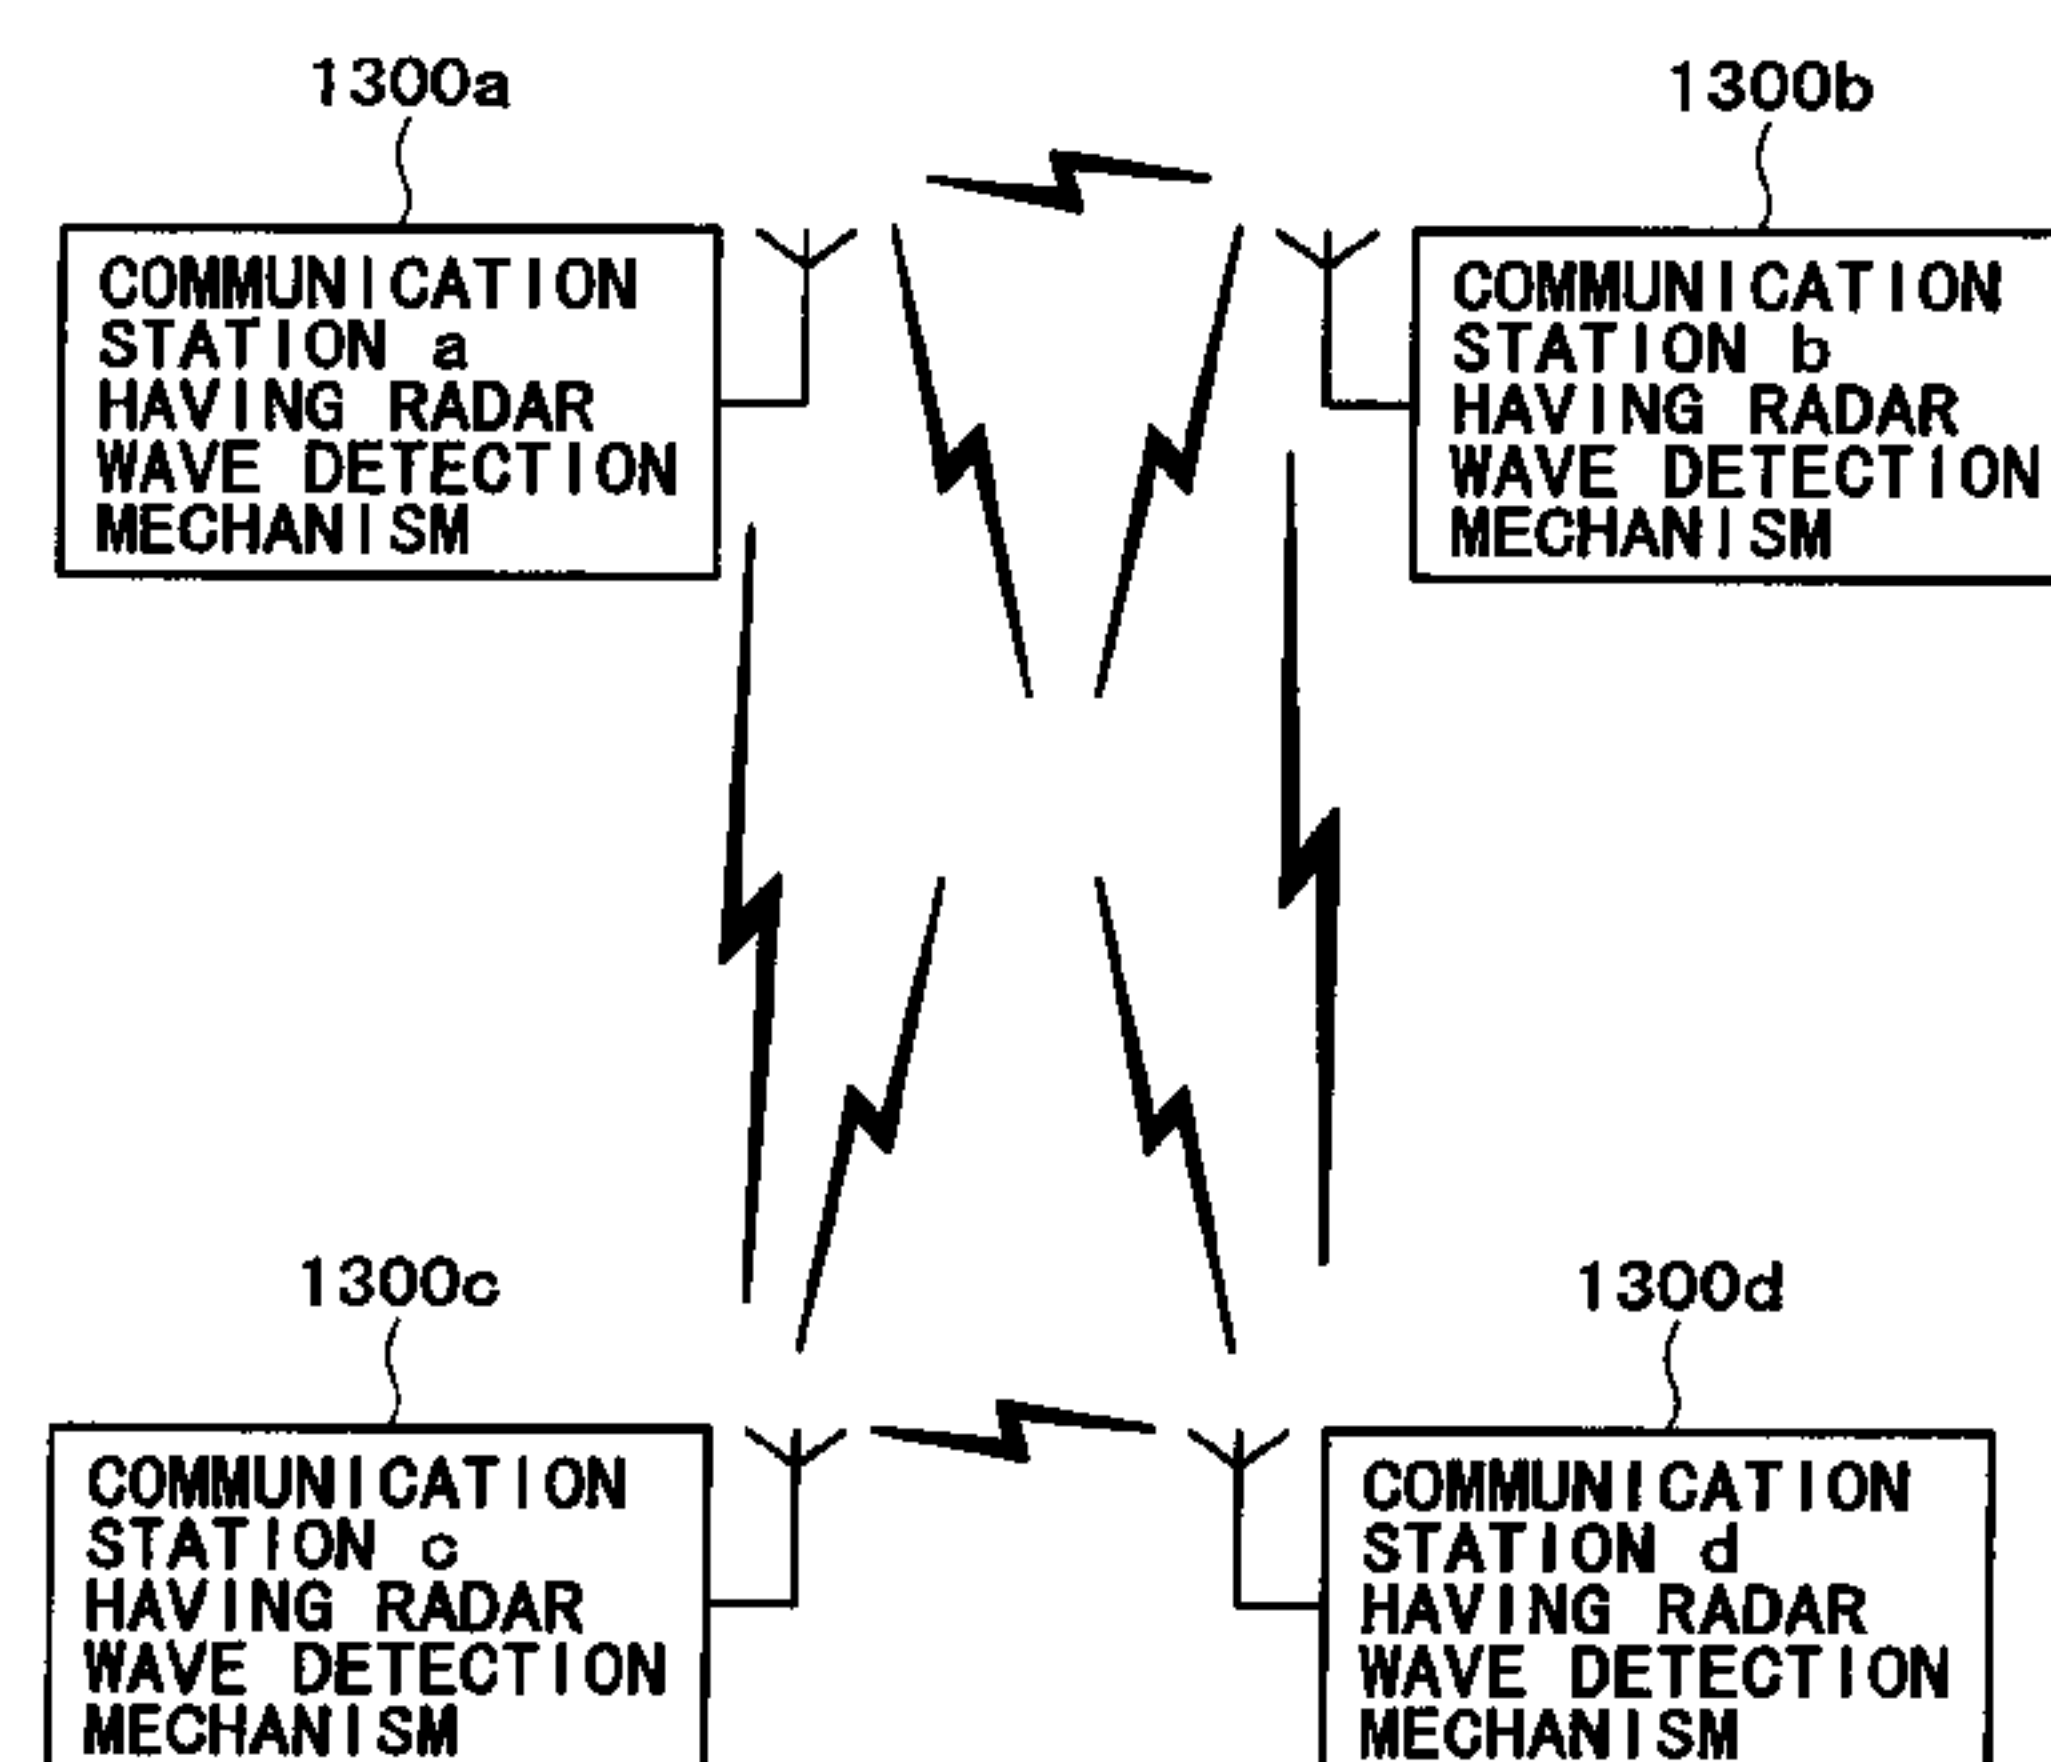 1300a
1300b
COMMUNICATION
STATION a
HAVING RADAR
WAVE DETECTION
MECHANISM
COMMUNICATION
STATION b
HAVING RADAR
WAVE DETECTION
MECHANISM
1300c
1300d
COMMUNICATION
STATION c
HAVING RADAR
WAVE DETECTION
MECHANISM
COMMUNICATION
STATION d
HAVING RADAR
WAVE DETECTION
MECHANISM